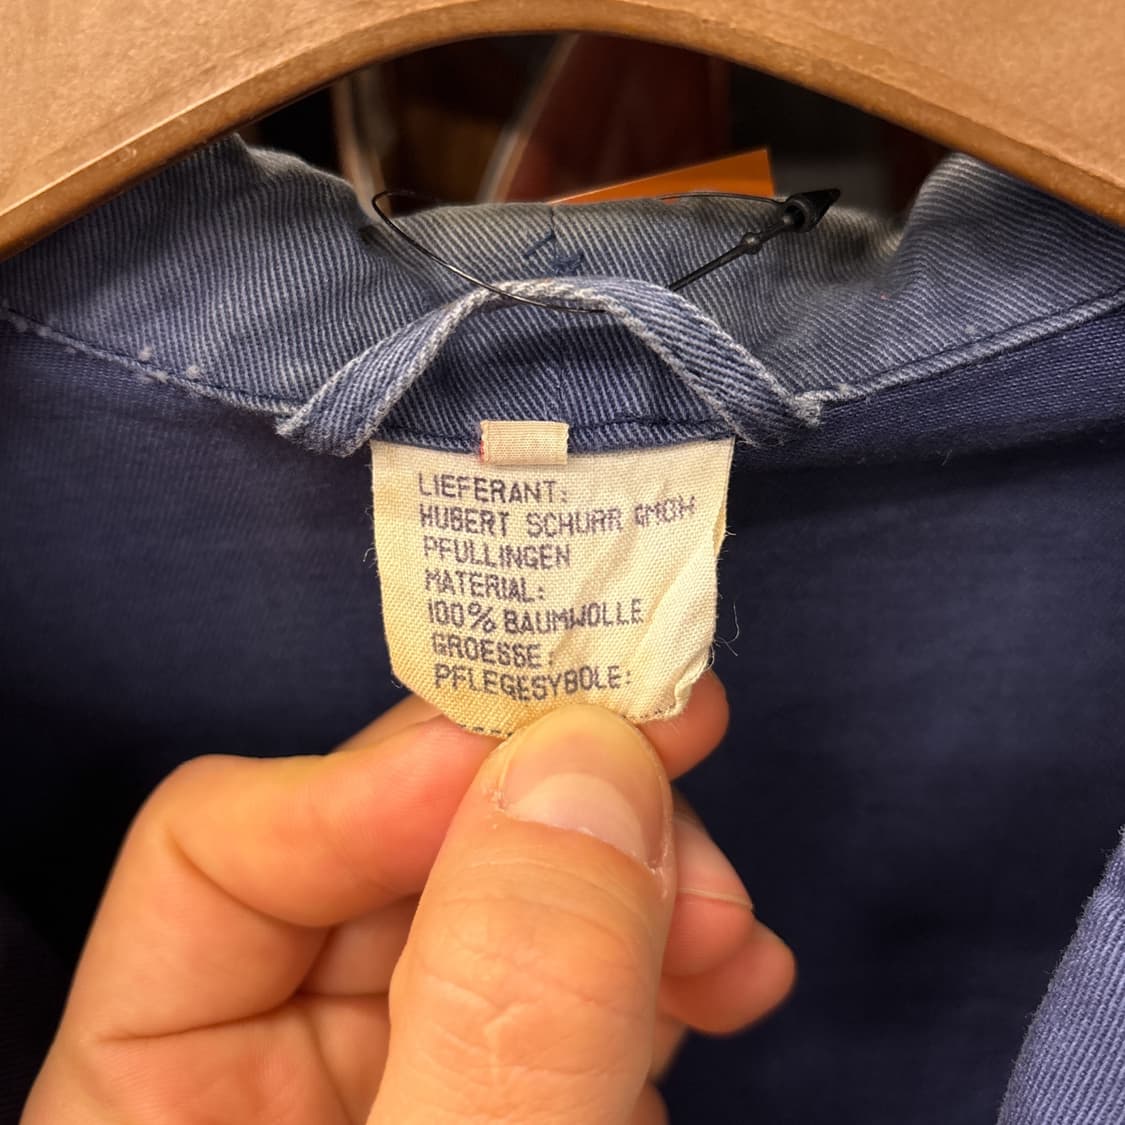 LIEFERANT:
HUBERT SCHURR GMBH
PFULLINGEN
MATERIAL:
100% BAUMWOLLE
GROESSE:
PFLEGESYBOLE: